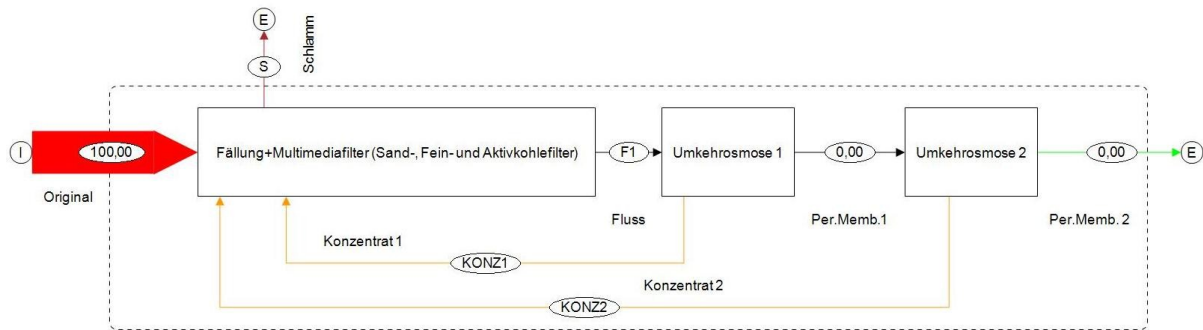 E
Schlamm
S
I
100,00
Original
Fällung+Multimediafilter (Sand-, Fein- und Aktivkohlefilter)
F1
Fluss
Umkehrosmose 1
0,00
Per.Memb.1
Umkehrosmose 2
0,00
Per.Memb. 2
E
Konzentrat 1
KONZ1
Konzentrat 2
KONZ2